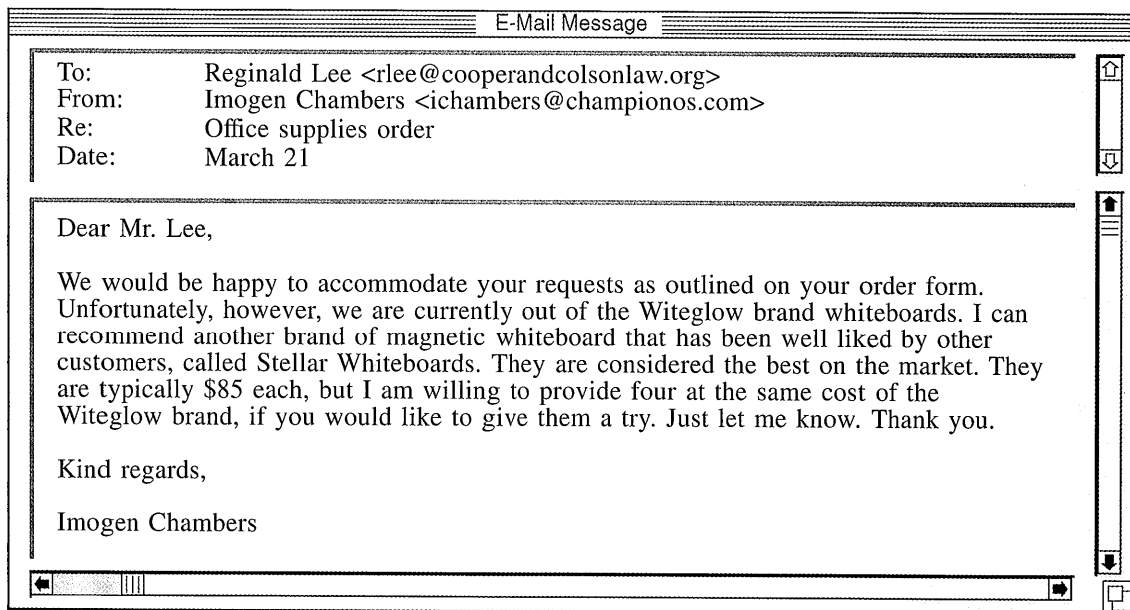 E-Mail Message
To: Reginald Lee <rlee@cooperandcolsonlaw.org>
From: Imogen Chambers <ichambers@championos.com>
Re: Office supplies order
Date: March 21
Dear Mr. Lee,
We would be happy to accommodate your requests as outlined on your order form.
Unfortunately, however, we are currently out of the Witeglow brand whiteboards. I can
recommend another brand of magnetic whiteboard that has been well liked by other
customers, called Stellar Whiteboards. They are considered the best on the market. They
are typically $85 each, but I am willing to provide four at the same cost of the
Witeglow brand, if you would like to give them a try. Just let me know. Thank you.
Kind regards,
Imogen Chambers